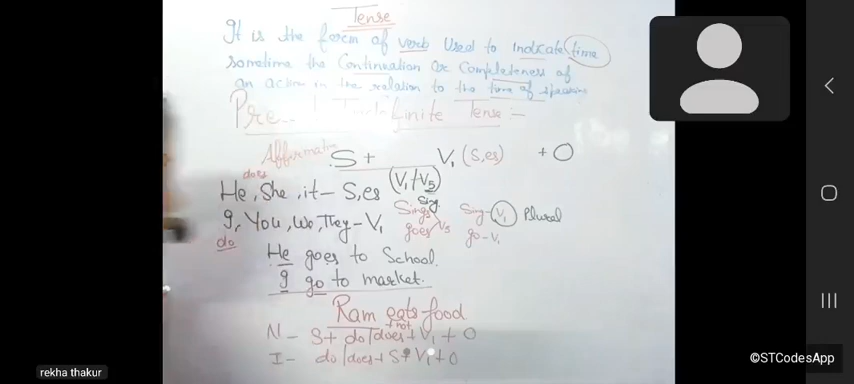 Tense
It is the form of verb used to indicate time
sometime the continuation or completeness of
an action in the relation to the time of speaking
Pre Indefinite Tense :-
Affirmative S + V₁ (s,es) + O
does
He, She, it - s,es (V₁+V₅)
Sing.
I, You, We, They - V₁ Sings V₅ Sing - V₁ Plural
do goes go - V₁
He goes to School.
I go to market.
Ram eats food
+ not
N - S + do/does + V₁ + O
I - do/does + S + V₁ + O
rekha thakur
©STCodesApp